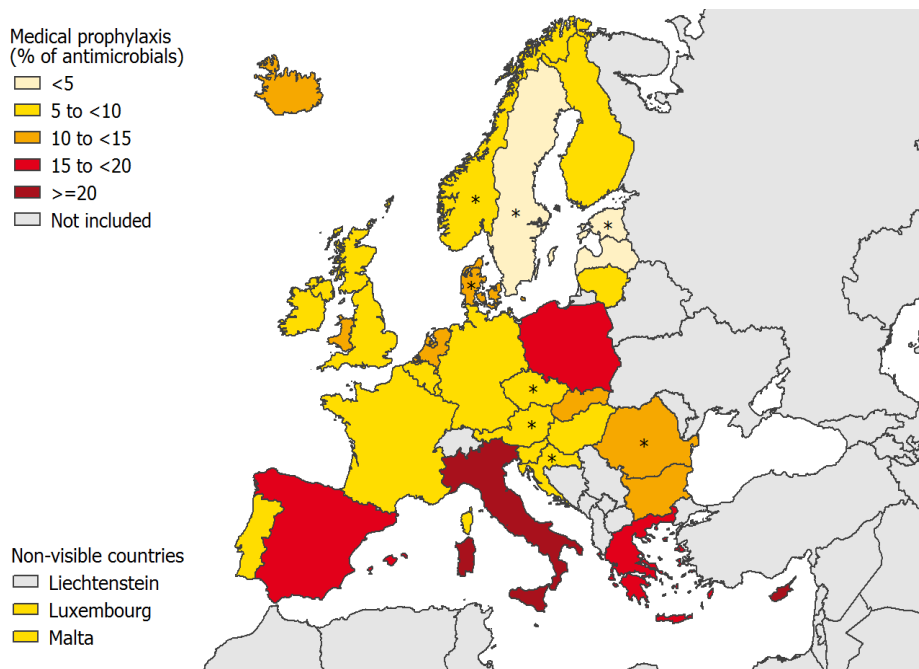 Medical prophylaxis
(% of antimicrobials)
<5
5 to <10
10 to <15
15 to <20
>=20
Not included
*
*
*
*
*
*
*
*
Non-visible countries
Liechtenstein
Luxembourg
Malta